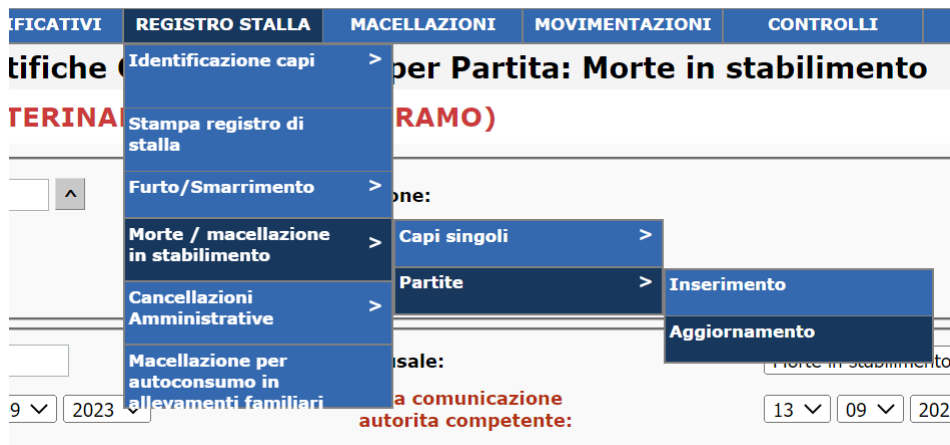 IFICATIVI REGISTRO STALLA MACELLAZIONI MOVIMENTAZIONI CONTROLLI
tifiche Identificazione capi > per Partita: Morte in stabilimento
TERINA Stampa registro di RAMO)
stalla
^ Furto/Smarrimento > one:
Morte / macellazione > Capi singoli >
in stabilimento
Partite > Inserimento
Cancellazioni >
Amministrative
Aggiornamento
Macellazione per usale: Morte in stabilimento
autoconsumo in
allevamenti familiari
9 2023 a comunicazione 13 09 202
autorita competente: